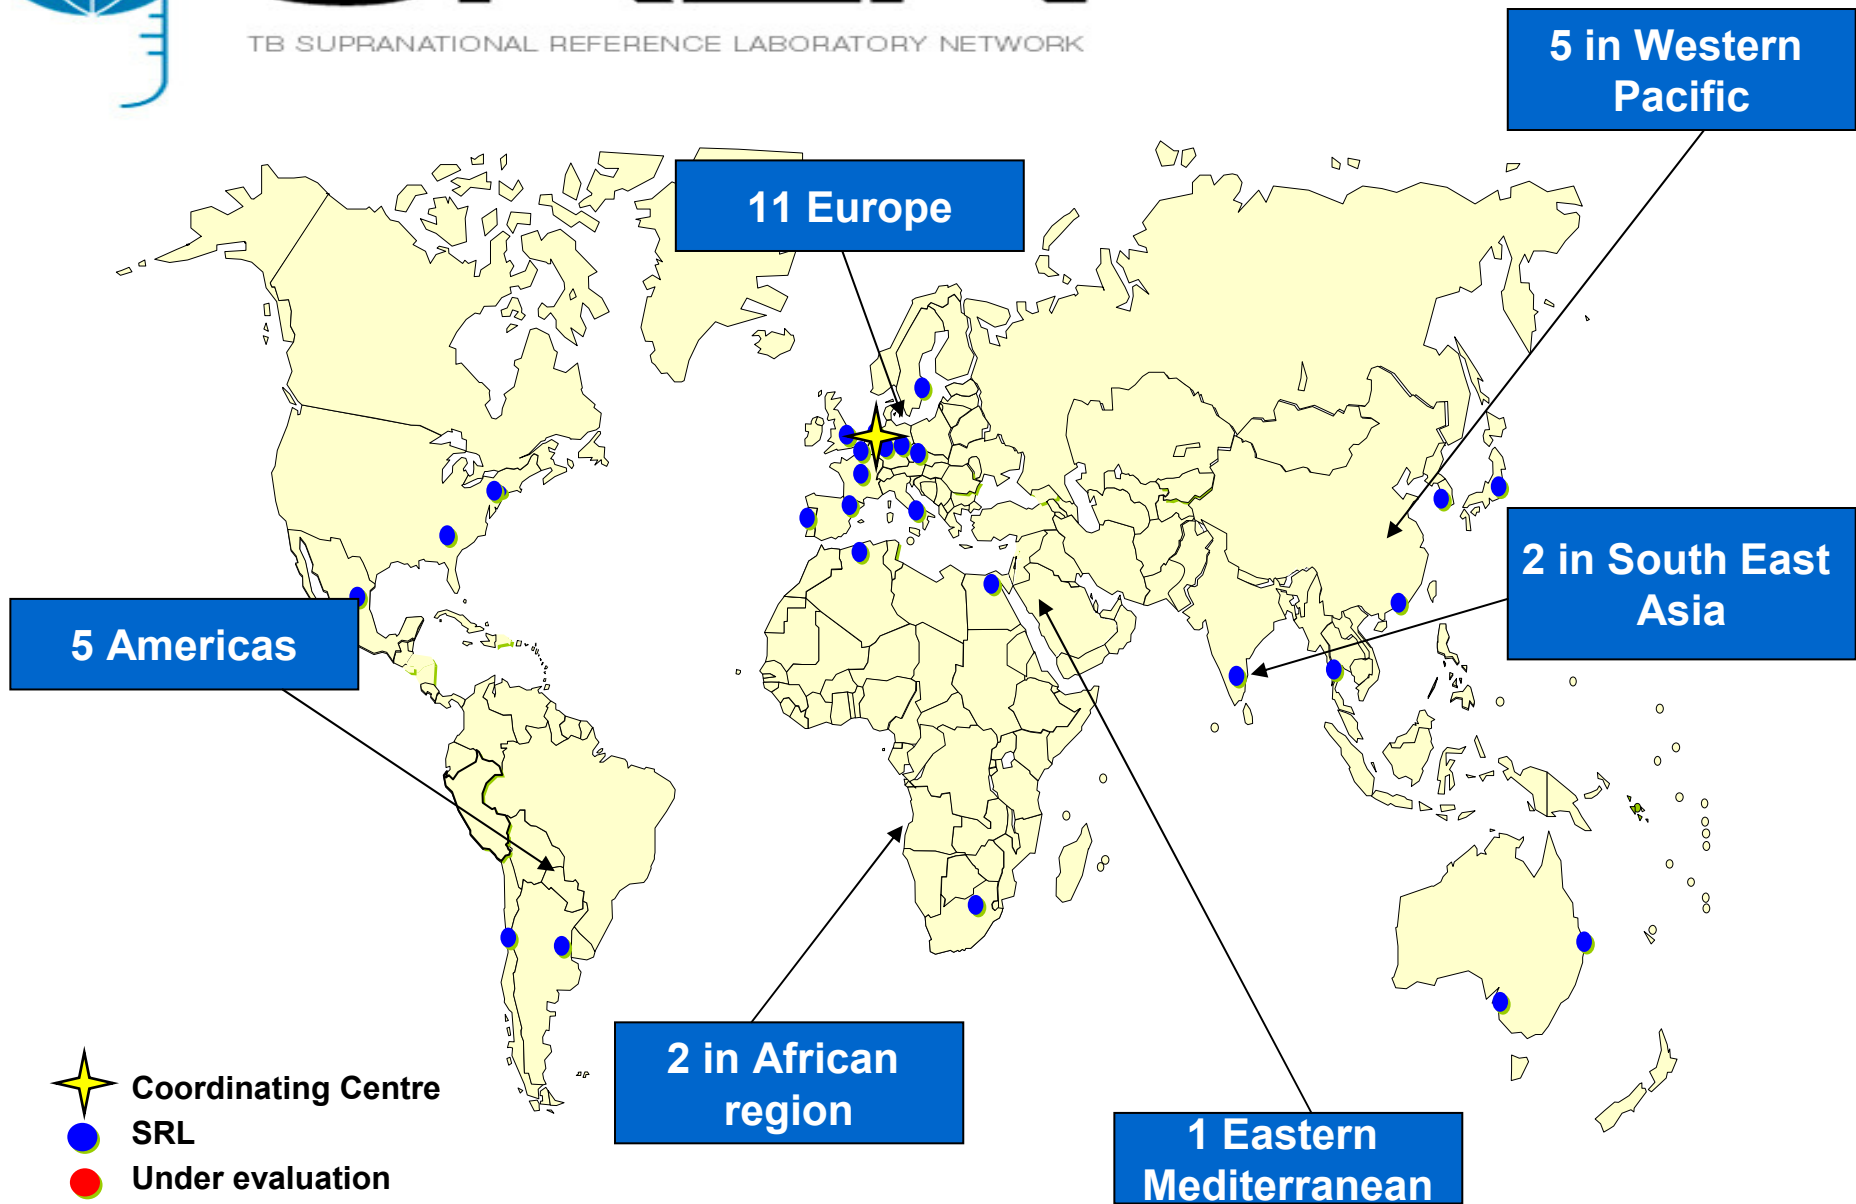 TB SUPRANATIONAL REFERENCE LABORATORY NETWORK
5 in Western
Pacific
11 Europe
2 in South East
Asia
5 Americas
2 in African
region
1 Eastern
Mediterranean
Coordinating Centre
SRL
Under evaluation